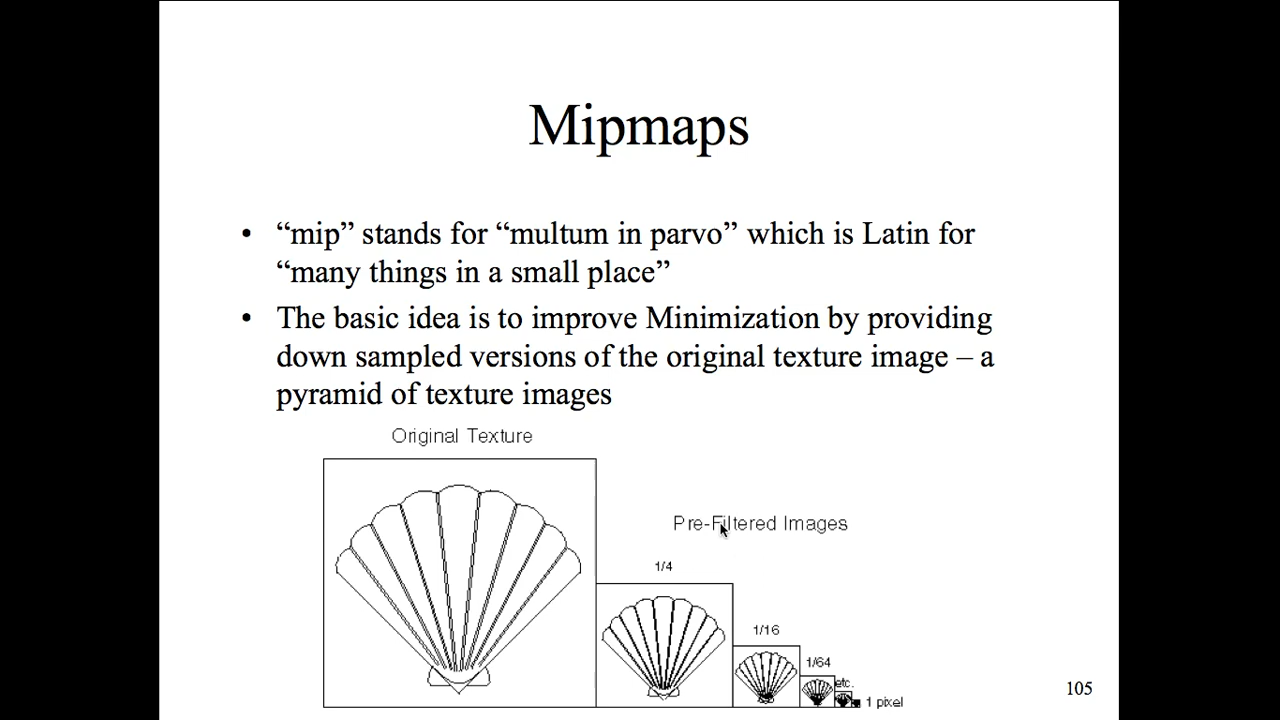 Mipmaps
• “mip” stands for “multum in parvo” which is Latin for
“many things in a small place”
• The basic idea is to improve Minimization by providing
down sampled versions of the original texture image – a
pyramid of texture images
Original Texture
Pre-Filtered Images
1/4
1/16
1/64
etc.
1 pixel
105